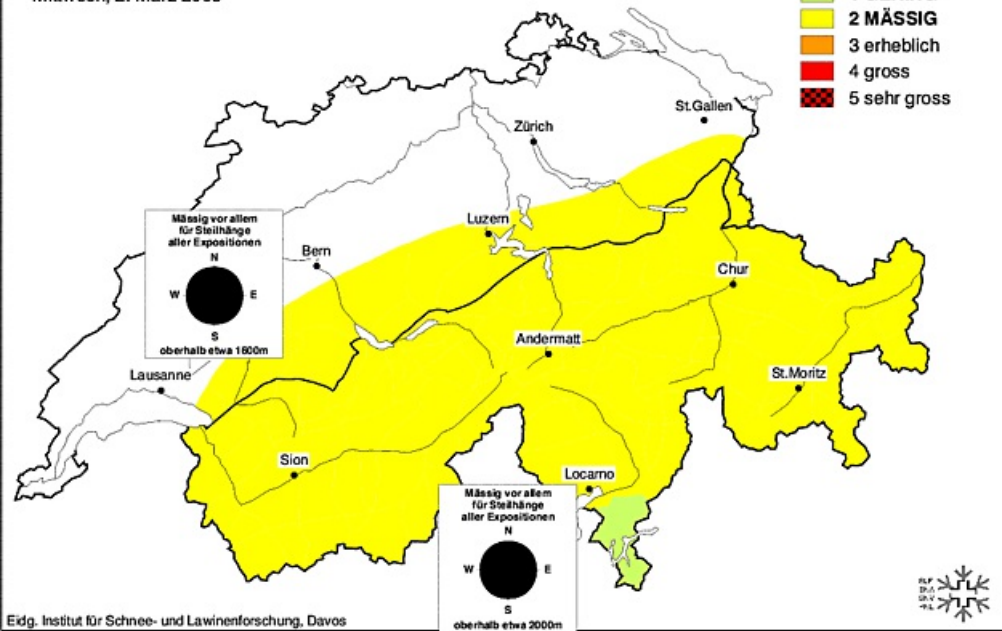 2 MÄSSIG
3 erheblich
4 gross
5 sehr gross
St.Gallen
Zürich
Mässig vor allem
für Steilhänge
aller Expositionen
N
W E
S
oberhalb etwa 1600m
Luzern
Bern
Chur
Andermatt
Lausanne
St.Moritz
Sion
Locarno
Mässig vor allem
für Steilhänge
aller Expositionen
N
W E
S
oberhalb etwa 2000m
Eidg. Institut für Schnee- und Lawinenforschung, Davos